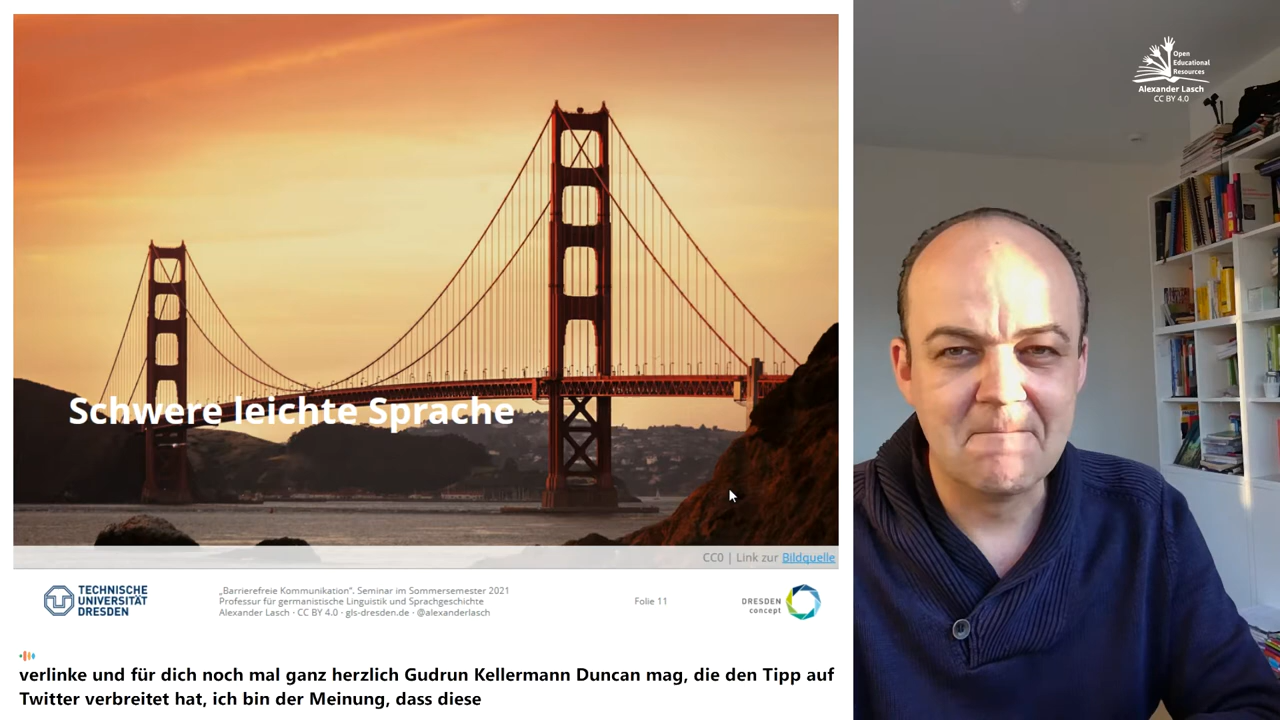 Schwere leichte Sprache
CC0 | Link zur Bildquelle
TECHNISCHE
UNIVERSITÄT
DRESDEN
„Barrierefreie Kommunikation“, Seminar im Sommersemester 2021
Professur für germanistische Linguistik und Sprachgeschichte
Alexander Lasch · CC BY 4.0 · gls-dresden.de · @alexanderlasch
Folie 11
DRESDEN
concept
verlinke und für dich noch mal ganz herzlich Gudrun Kellermann Duncan mag, die den Tipp auf
Twitter verbreitet hat, ich bin der Meinung, dass diese
Open
Educational
Resources
Alexander Lasch
CC BY 4.0